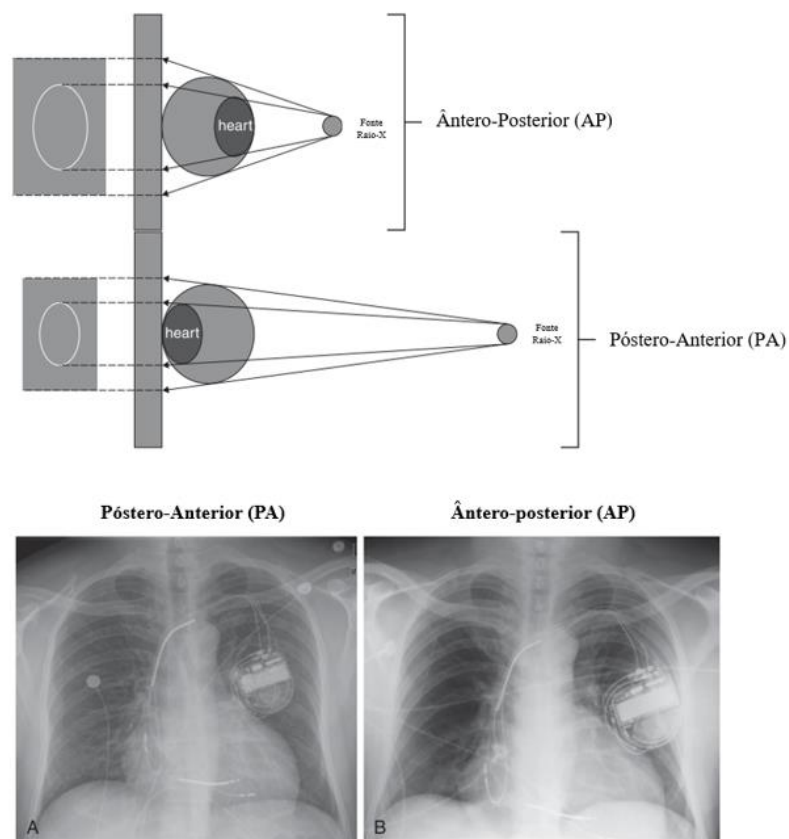 heart
Fonte
Raio-X
Ântero-Posterior (AP)
heart
Fonte
Raio-X
Póstero-Anterior (PA)
Póstero-Anterior (PA)
Ântero-posterior (AP)
A
B